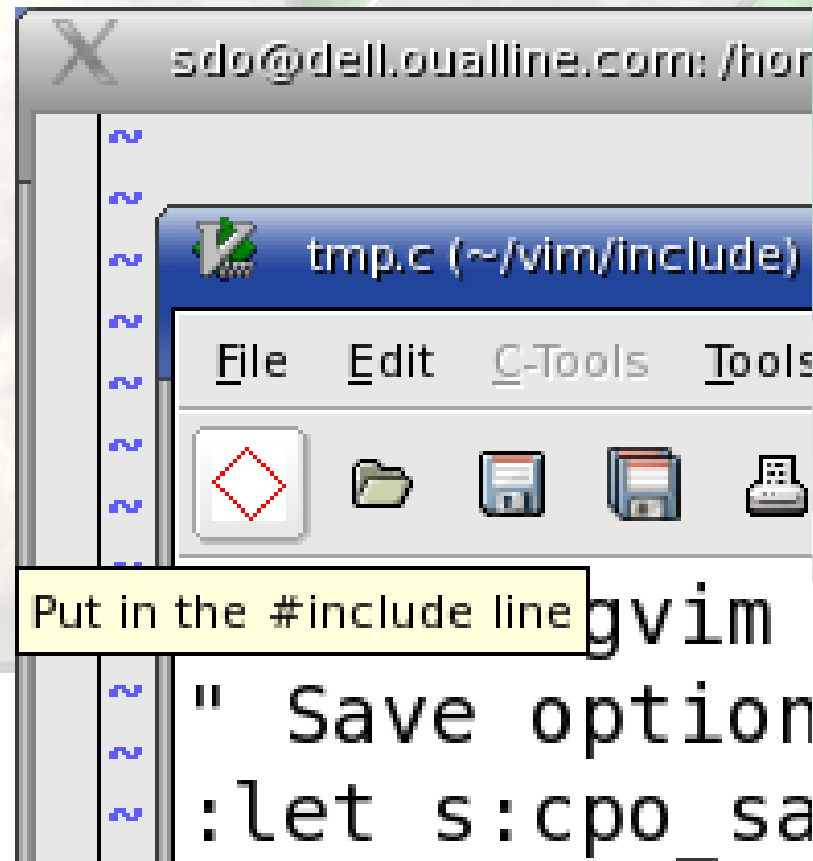 sdo@dell.oualline.com: /hor
~
~
~
~
~
~
~
~
~
~
tmp.c (~/vim/include)
File Edit C-Tools Tools
Put in the #include line
gvim
" Save option
:let s:cpo_sa